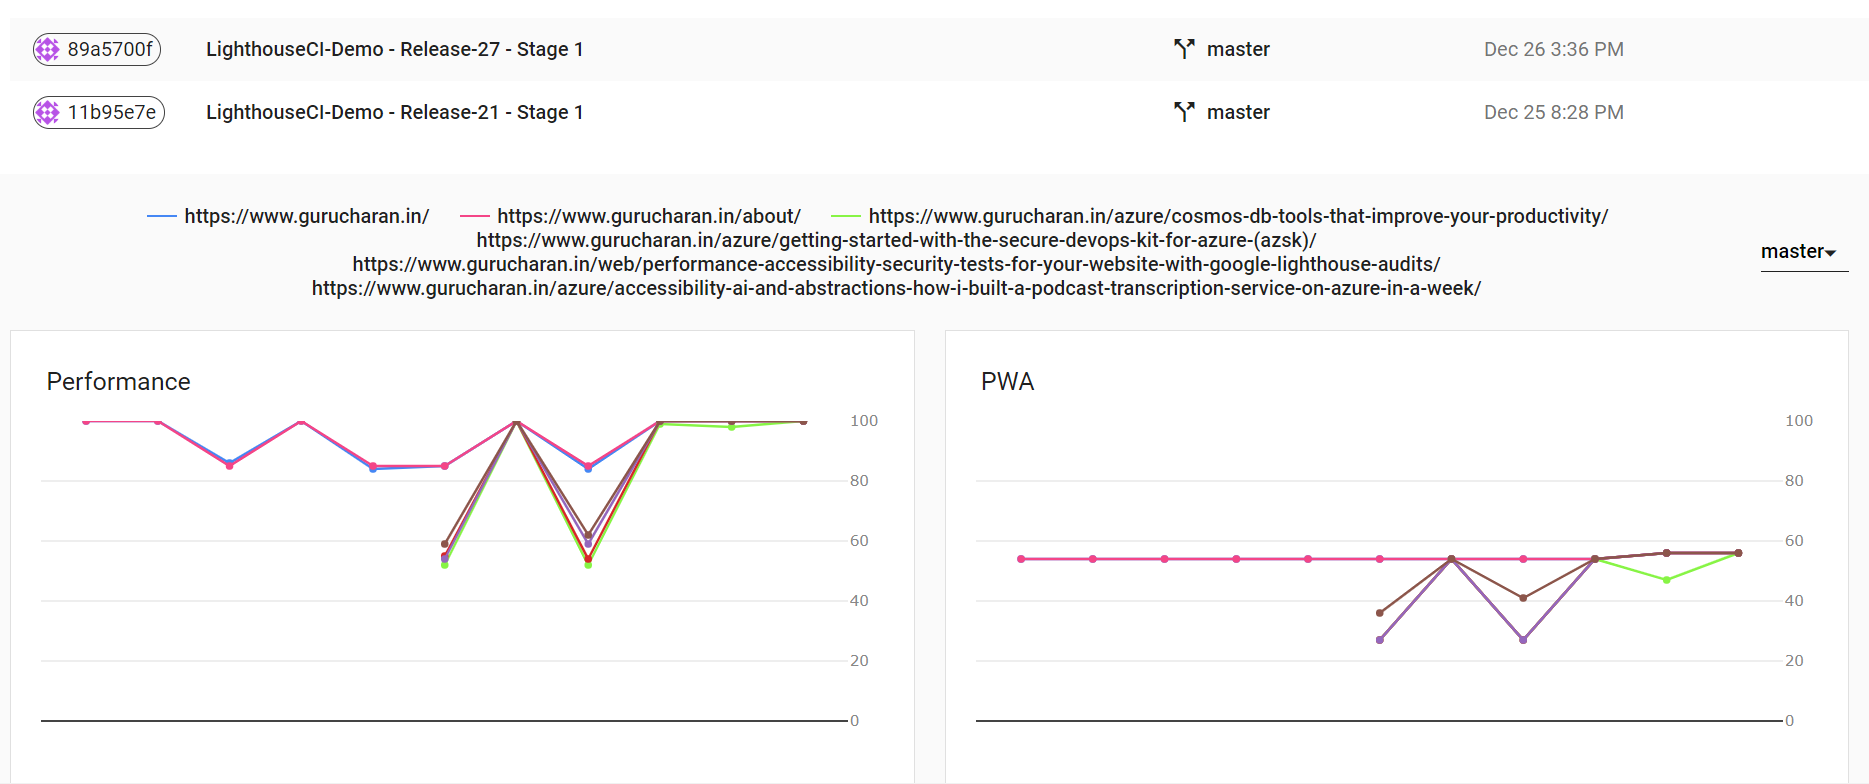 89a5700f LighthouseCI-Demo - Release-27 - Stage 1 master Dec 26 3:36 PM
11b95e7e LighthouseCI-Demo - Release-21 - Stage 1 master Dec 25 8:28 PM
https://www.gurucharan.in/ https://www.gurucharan.in/about/ https://www.gurucharan.in/azure/cosmos-db-tools-that-improve-your-productivity/
https://www.gurucharan.in/azure/getting-started-with-the-secure-devops-kit-for-azure-(azsk)/
master
https://www.gurucharan.in/web/performance-accessibility-security-tests-for-your-website-with-google-lighthouse-audits/
https://www.gurucharan.in/azure/accessibility-ai-and-abstractions-how-i-built-a-podcast-transcription-service-on-azure-in-a-week/
Performance
100
80
60
40
20
0
PWA
100
80
60
40
20
0